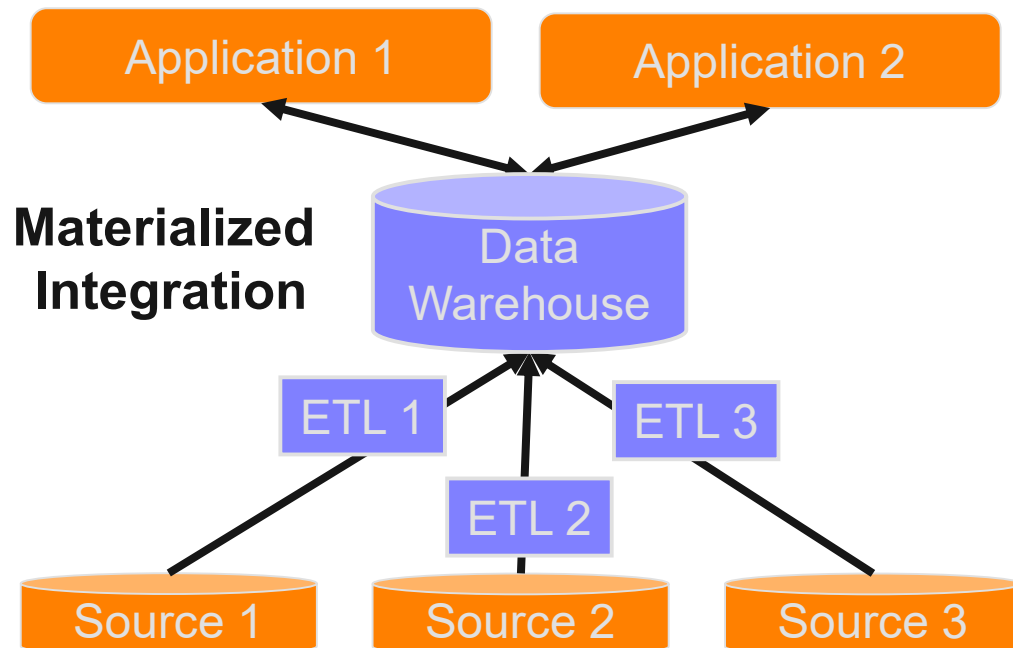 Application 1
Application 2
Materialized
Integration
Data
Warehouse
ETL 1
ETL 3
ETL 2
Source 1
Source 2
Source 3